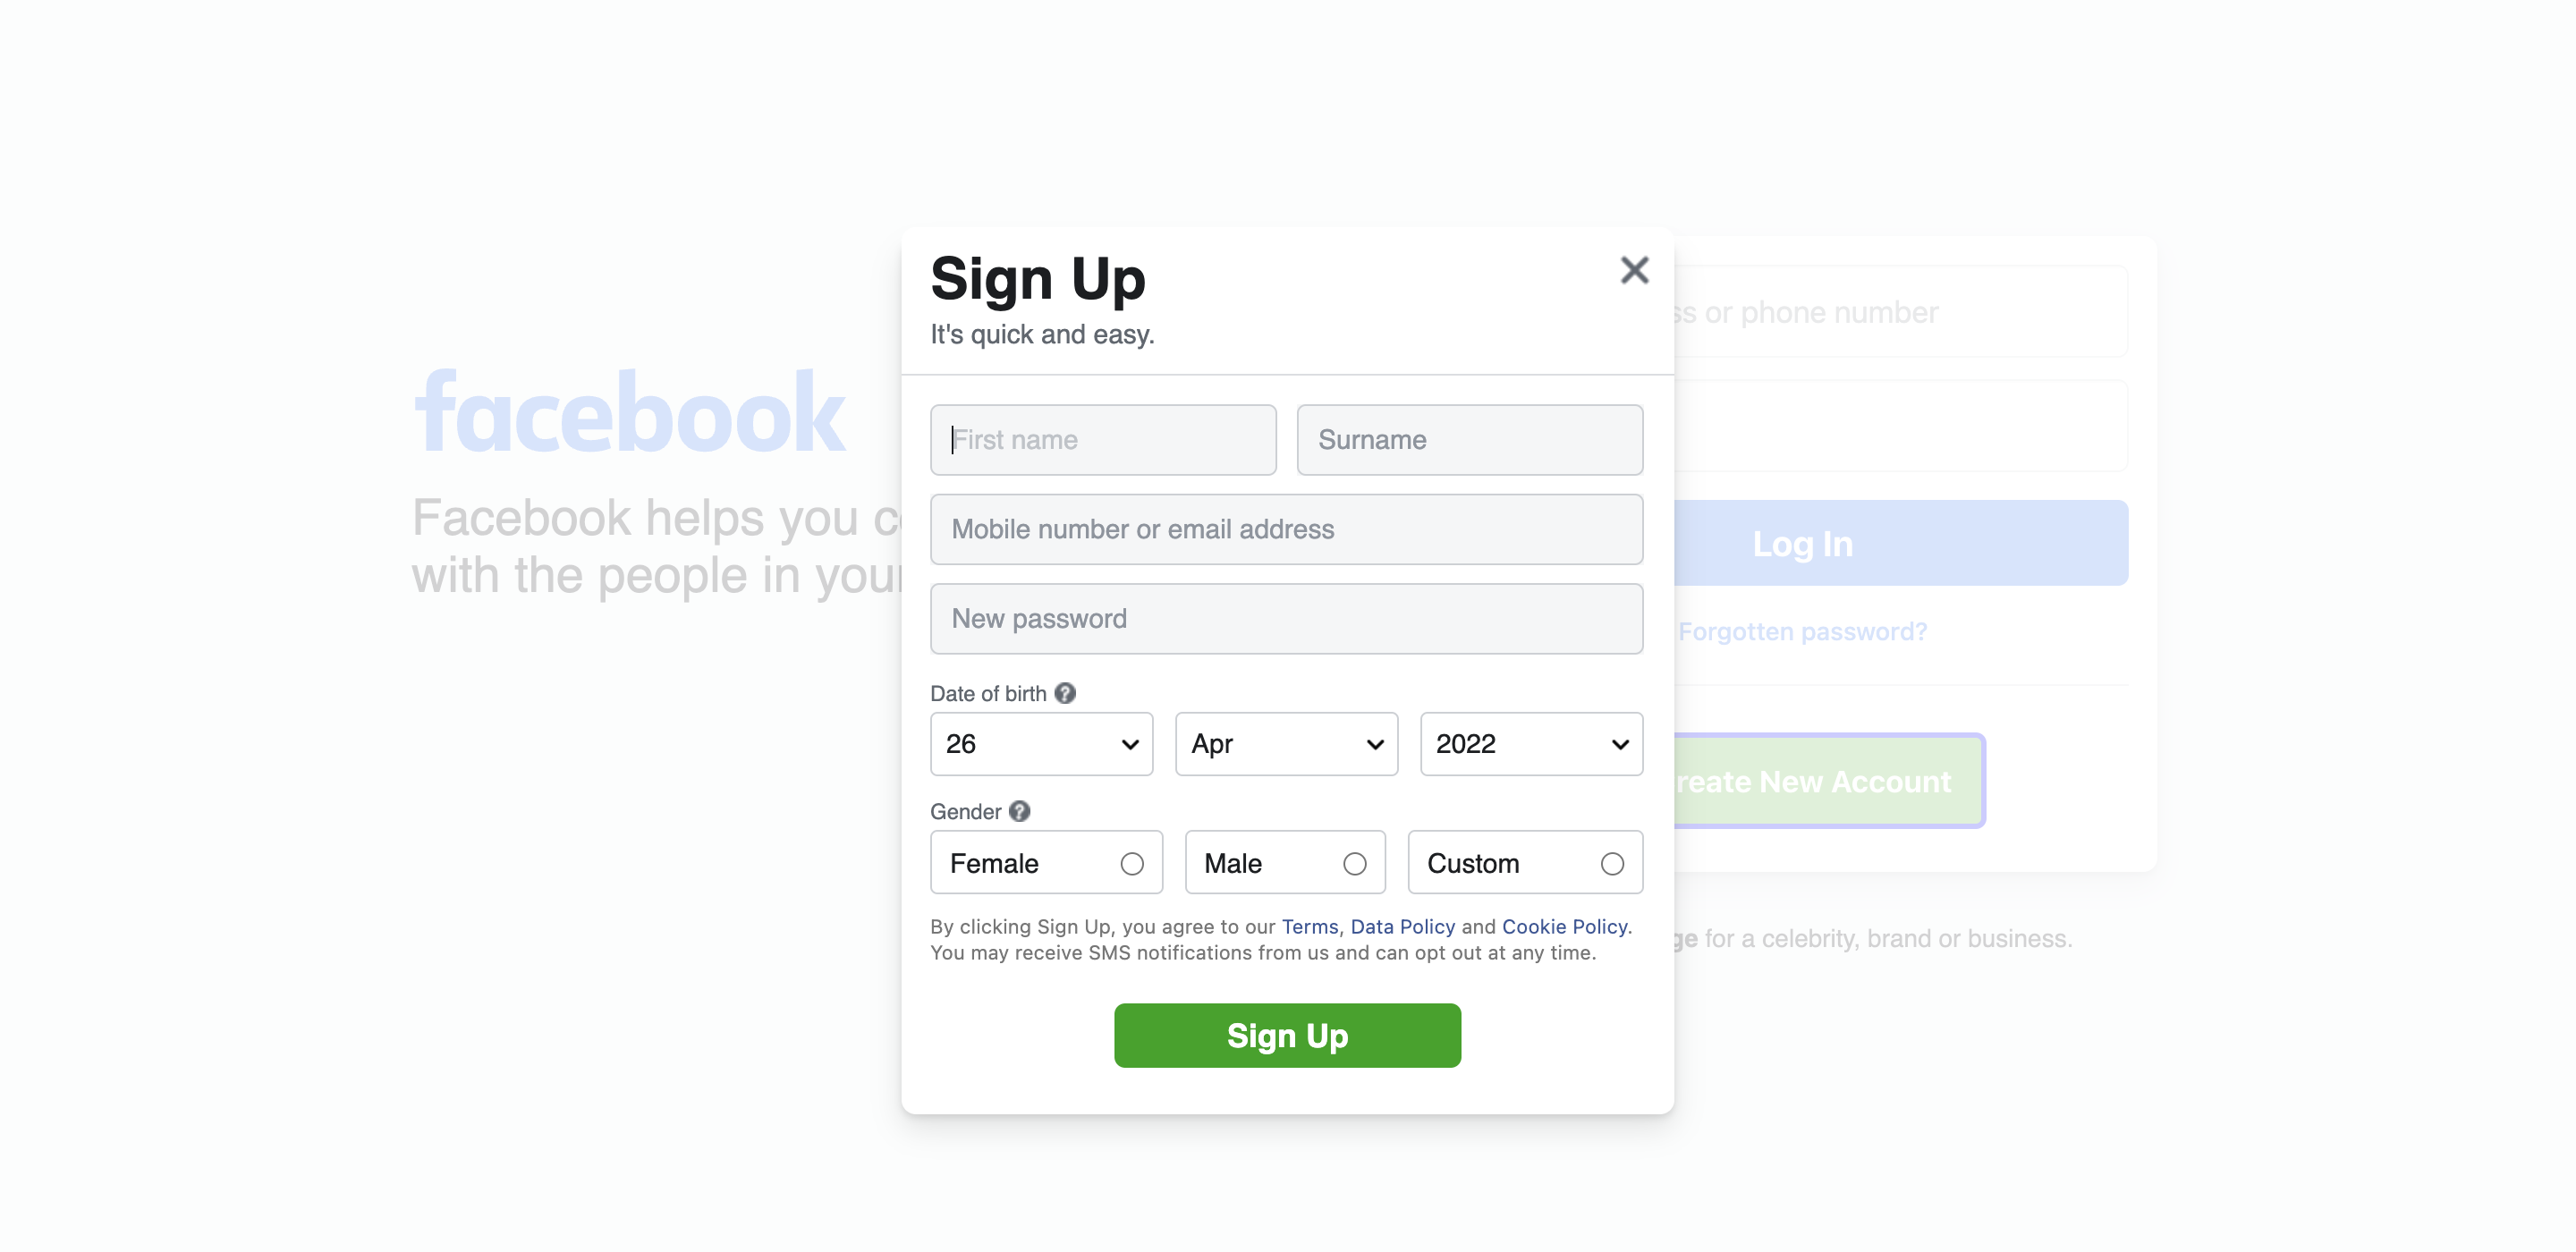 Sign Up
It's quick and easy.
First name
Surname
Mobile number or email address
New password
Date of birth
26 Apr 2022
Gender
Female Male Custom
By clicking Sign Up, you agree to our Terms, Data Policy and Cookie Policy.
You may receive SMS notifications from us and can opt out at any time.
Sign Up
facebook
Facebook helps you
with the people in your
or phone number
Log In
Forgotten password?
New Account
for a celebrity, brand or business.